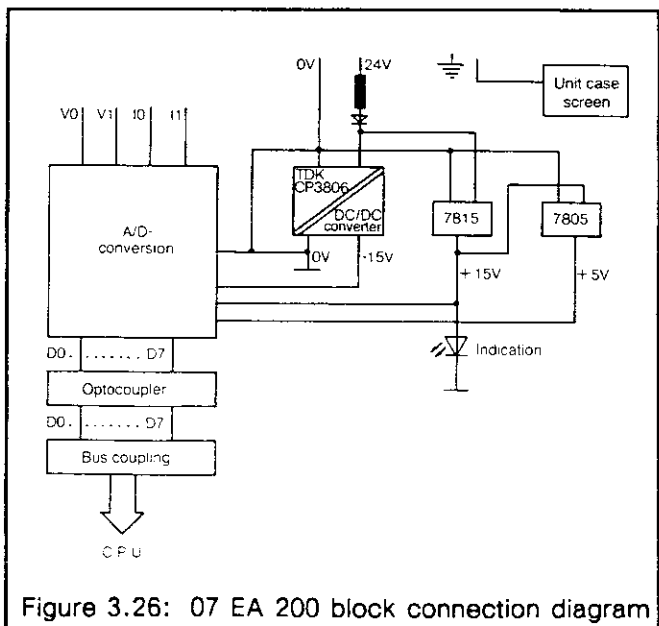 0V 24V
Unit case
screen
V0 V1 I0 I1
TDK
CP3806
DC/DC
converter
7815 7805
A/D-
conversion
0V -15V +15V +5V
Indication
D0. ....... D7
Optocoupler
D0. ....... D7
Bus coupling
CPU
Figure 3.26: 07 EA 200 block connection diagram